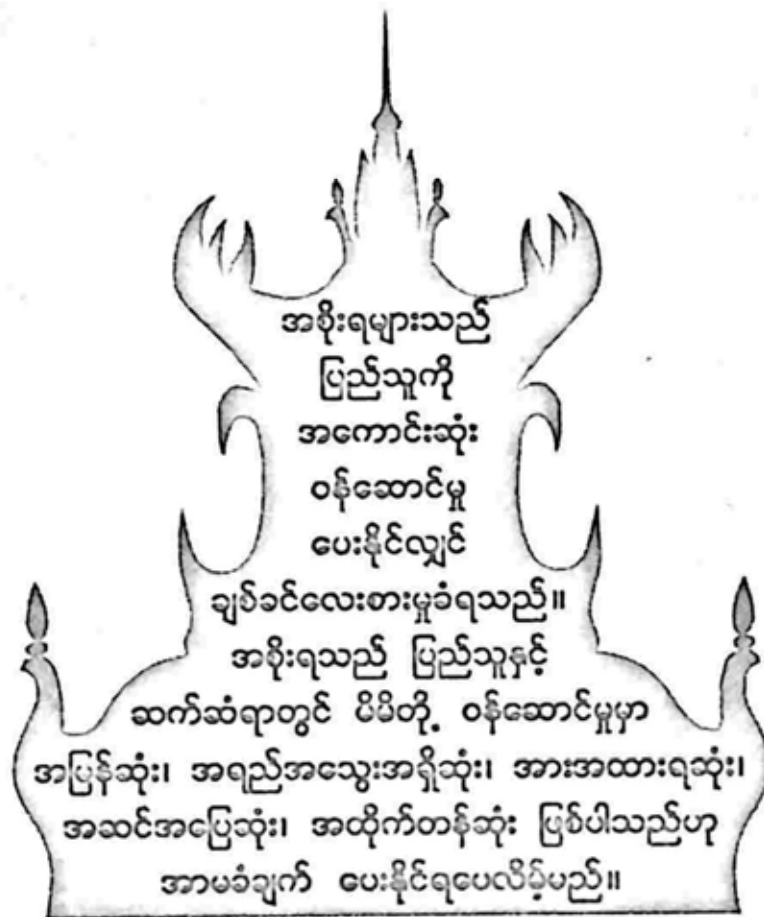 အစိုးရများသည်
ပြည်သူကို
အကောင်းဆုံး
ဝန်ဆောင်မှု
ပေးနိုင်လျှင်
ချစ်ခင်လေးစားမှုခံရသည်။
အစိုးရသည် ပြည်သူနှင့်
ဆက်ဆံရာတွင် မိမိတို့ ဝန်ဆောင်မှုမှာ
အပြန်ဆုံး၊ အရည်အသွေးအရှိဆုံး၊ အားအထားရဆုံး၊
အဆင်အပြေဆုံး၊ အထိုက်တန်ဆုံး ဖြစ်ပါသည်ဟု
အာမခံချက် ပေးနိုင်ရပေလိမ့်မည်။